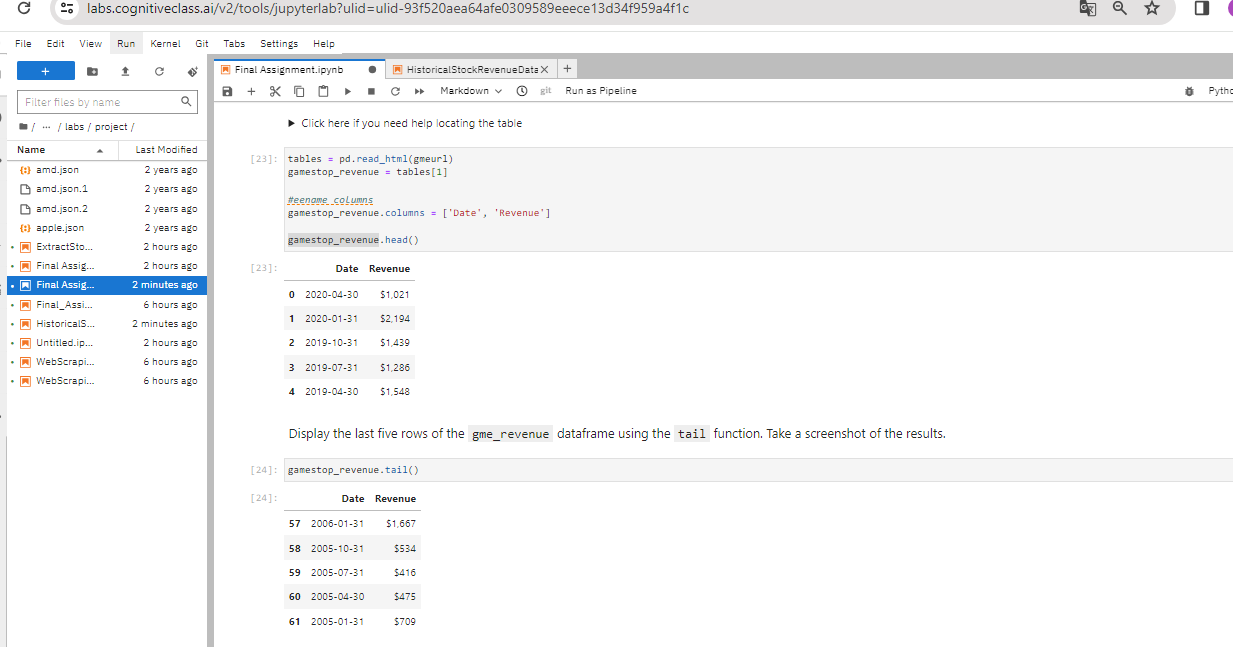 labs.cognitiveclass.ai/v2/tools/jupyterlab?ulid=ulid-93f520aea64afe0309589eeece13d34f959a4f1c
File Edit View Run Kernel Git Tabs Settings Help
+
Filter files by name
/ ··· / labs / project /
Name Last Modified
amd.json 2 years ago
amd.json.1 2 years ago
amd.json.2 2 years ago
apple.json 2 years ago
ExtractSto... 2 hours ago
Final Assig... 2 hours ago
Final Assig... 2 minutes ago
Final_Assi... 6 hours ago
HistoricalS... 2 minutes ago
Untitled.ip... 2 hours ago
WebScrapi... 6 hours ago
WebScrapi... 6 hours ago
Final Assignment.ipynb
HistoricalStockRevenueData
Markdown git Run as Pipeline Pytho
Click here if you need help locating the table
[23]: tables = pd.read_html(gmeurl)
gamestop_revenue = tables[1]
#eename columns
gamestop_revenue.columns = ['Date', 'Revenue']
gamestop_revenue.head()
[23]: Date Revenue
0 2020-04-30 $1,021
1 2020-01-31 $2,194
2 2019-10-31 $1,439
3 2019-07-31 $1,286
4 2019-04-30 $1,548
Display the last five rows of the gme_revenue dataframe using the tail function. Take a screenshot of the results.
[24]: gamestop_revenue.tail()
[24]: Date Revenue
57 2006-01-31 $1,667
58 2005-10-31 $534
59 2005-07-31 $416
60 2005-04-30 $475
61 2005-01-31 $709